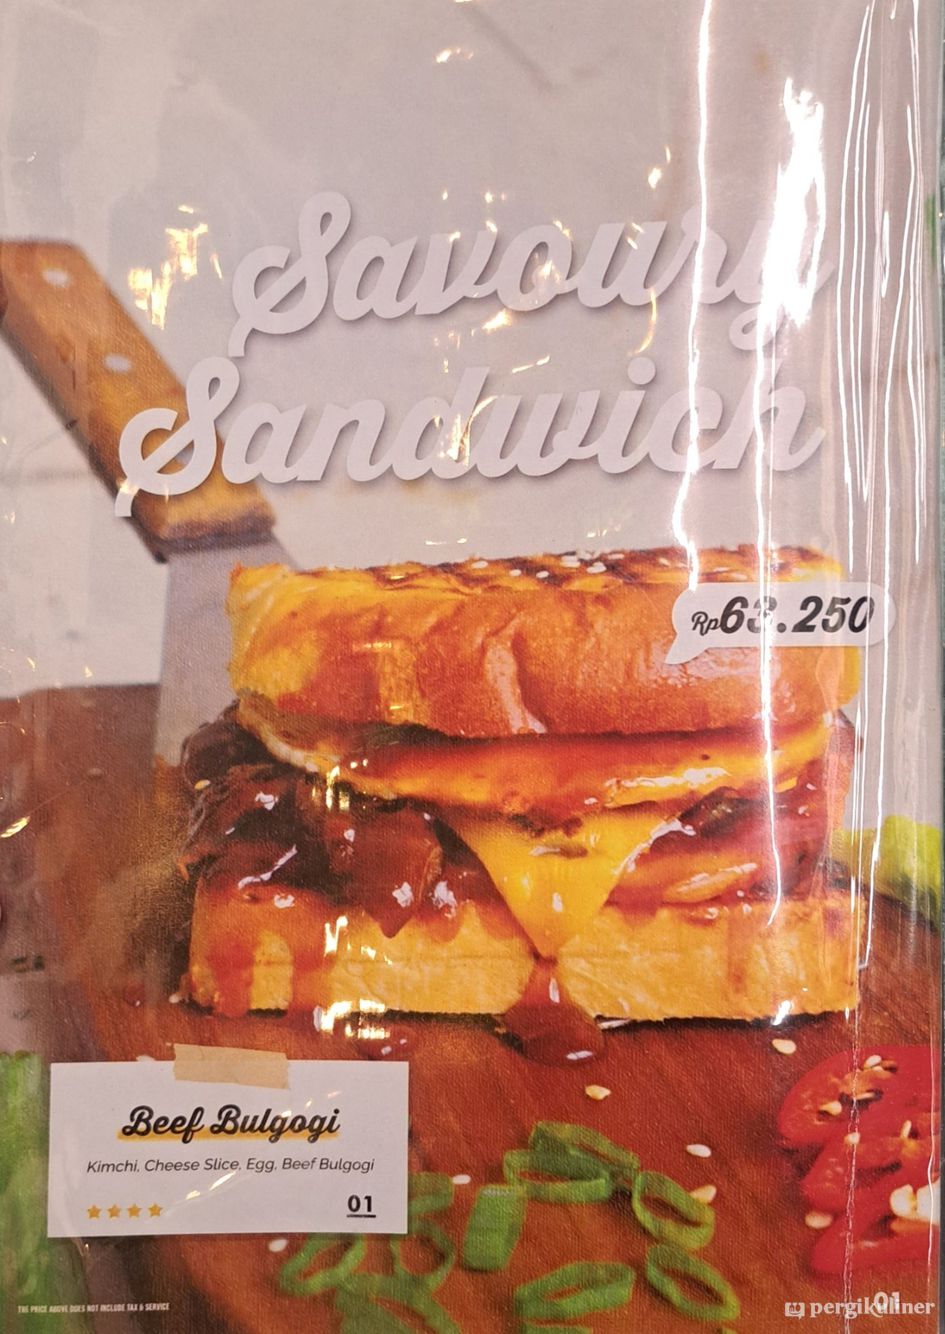 Savoury
Sandwich
Rp63.250
Beef Bulgogi
Kimchi, Cheese Slice, Egg, Beef Bulgogi
01
THE PRICE ABOVE DOES NOT INCLUDE TAX & SERVICE
01
pergikuliner